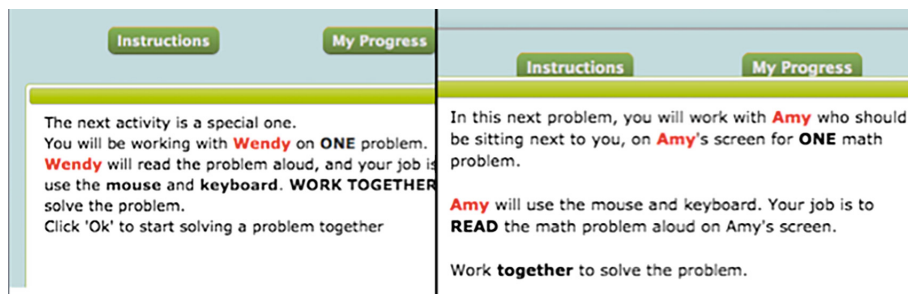 Instructions
My Progress
The next activity is a special one.
You will be working with Wendy on ONE problem.
Wendy will read the problem aloud, and your job is
use the mouse and keyboard. WORK TOGETHER
solve the problem.
Click 'Ok' to start solving a problem together
Instructions
My Progress
In this next problem, you will work with Amy who should
be sitting next to you, on Amy's screen for ONE math
problem.
Amy will use the mouse and keyboard. Your job is to
READ the math problem aloud on Amy's screen.
Work together to solve the problem.